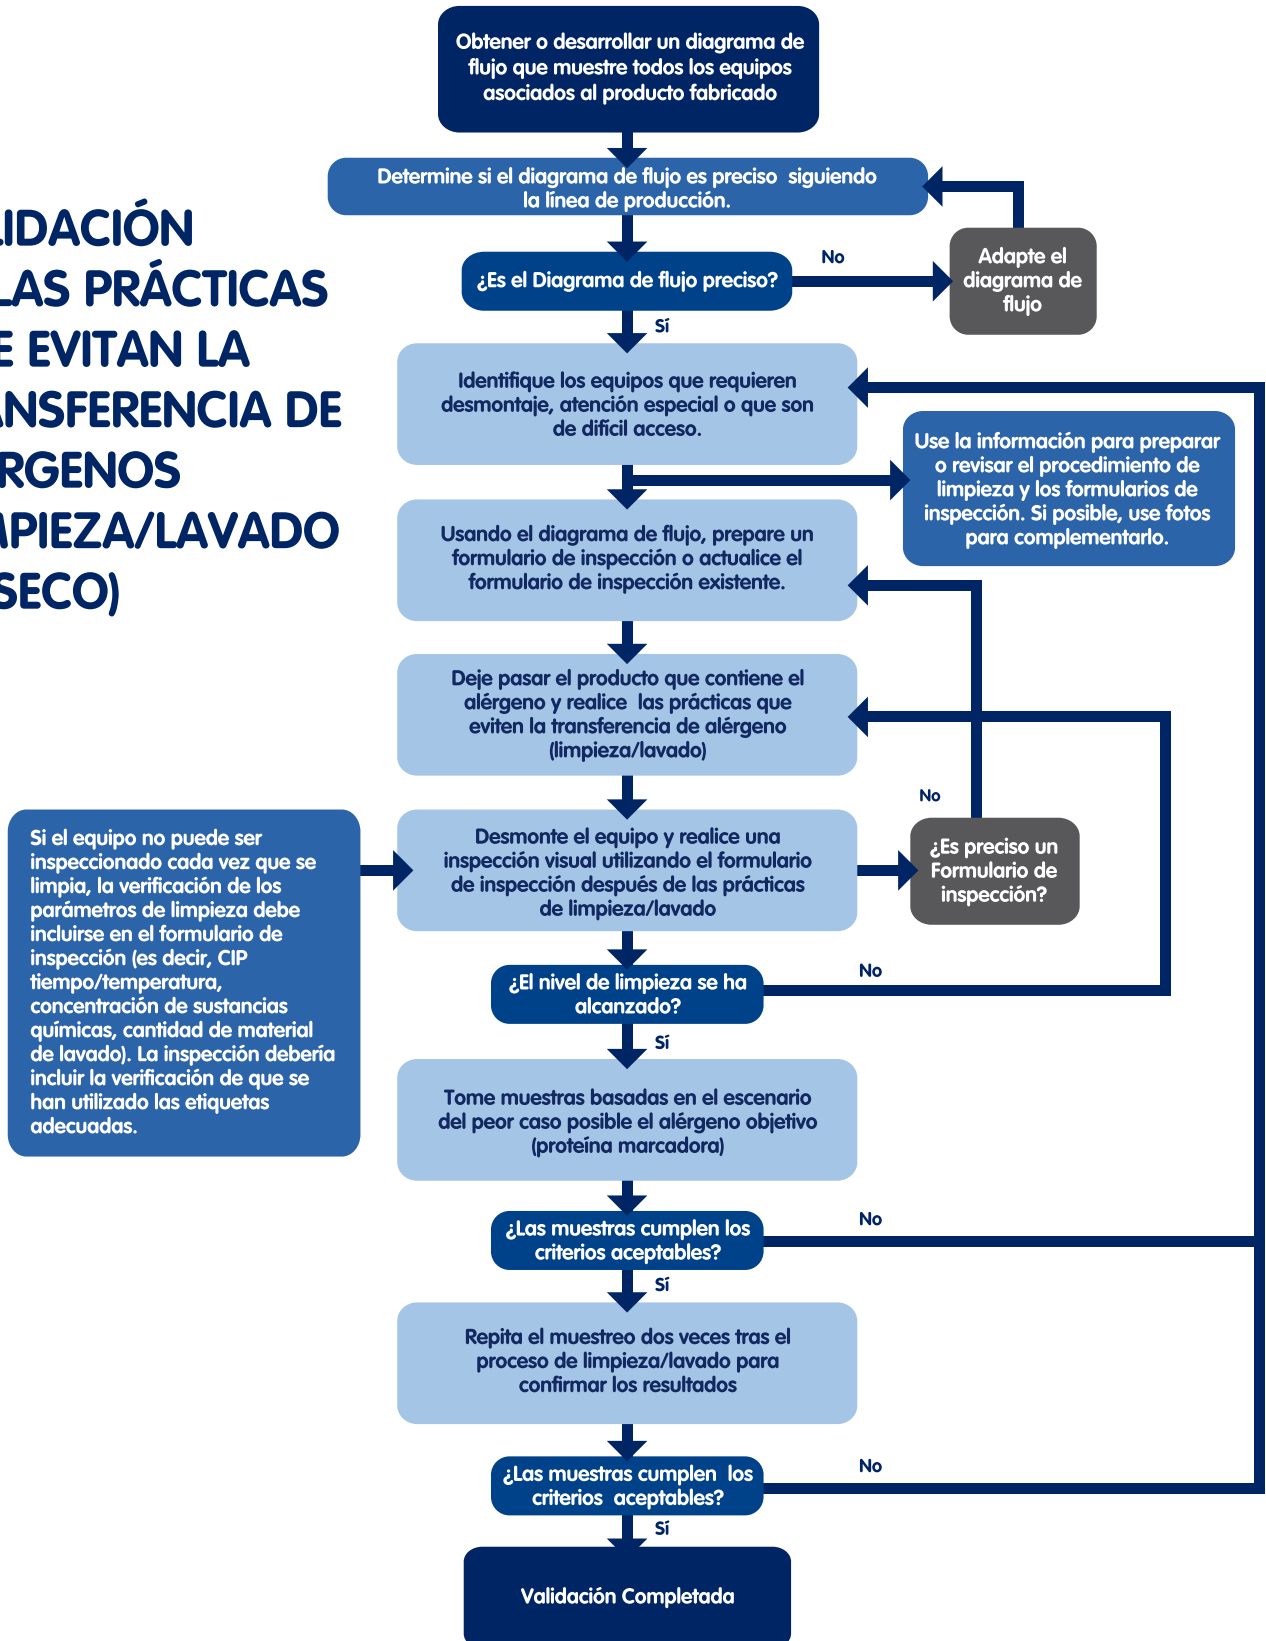 Obtener o desarrollar un diagrama de
flujo que muestre todos los equipos
asociados al producto fabricado
Determine si el diagrama de flujo es preciso siguiendo
la línea de producción.
¿Es el Diagrama de flujo preciso?
No
Adapte el
diagrama de
flujo
Sí
LIDACIÓN
LAS PRÁCTICAS
E EVITAN LA
ANSFERENCIA DE
RGENOS
MPIEZA/LAVADO
SECO)
Identifique los equipos que requieren
desmontaje, atención especial o que son
de difícil acceso.
Use la información para preparar
o revisar el procedimiento de
limpieza y los formularios de
inspección. Si posible, use fotos
para complementarlo.
Usando el diagrama de flujo, prepare un
formulario de inspección o actualice el
formulario de inspección existente.
Deje pasar el producto que contiene el
alérgeno y realice las prácticas que
eviten la transferencia de alérgeno
(limpieza/lavado)
Si el equipo no puede ser
inspeccionado cada vez que se
limpia, la verificación de los
parámetros de limpieza debe
incluirse en el formulario de
inspección (es decir, CIP
tiempo/temperatura,
concentración de sustancias
químicas, cantidad de material
de lavado). La inspección debería
incluir la verificación de que se
han utilizado las etiquetas
adecuadas.
Desmonte el equipo y realice una
inspección visual utilizando el formulario
de inspección después de las prácticas
de limpieza/lavado
No
¿Es preciso un
Formulario de
inspección?
¿El nivel de limpieza se ha
alcanzado?
No
Sí
Tome muestras basadas en el escenario
del peor caso posible el alérgeno objetivo
(proteína marcadora)
¿Las muestras cumplen los
criterios aceptables?
No
Sí
Repita el muestreo dos veces tras el
proceso de limpieza/lavado para
confirmar los resultados
¿Las muestras cumplen los
criterios aceptables?
No
Sí
Validación Completada